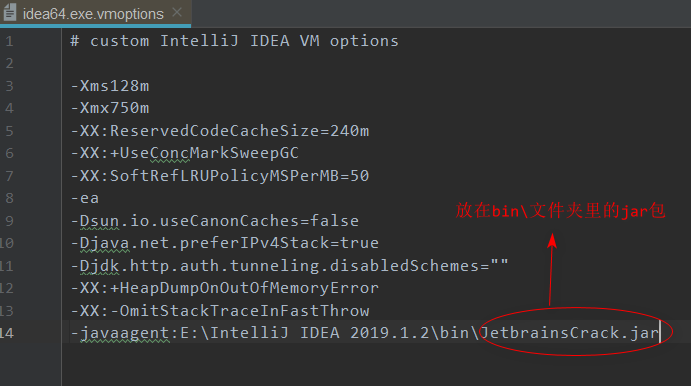 idea64.exe.vmoptions
1 # custom IntelliJ IDEA VM options
2
3 -Xms128m
4 -Xmx750m
5 -XX:ReservedCodeCacheSize=240m
6 -XX:+UseConcMarkSweepGC
7 -XX:SoftRefLRUPolicyMSPerMB=50
8 -ea
9 -Dsun.io.useCanonCaches=false
10 -Djava.net.preferIPv4Stack=true
11 -Djdk.http.auth.tunneling.disabledSchemes=""
12 -XX:+HeapDumpOnOutOfMemoryError
13 -XX:-OmitStackTraceInFastThrow
14 -javaagent:E:\IntelliJ IDEA 2019.1.2\bin\JetbrainsCrack.jar
放在bin\文件夹里的jar包